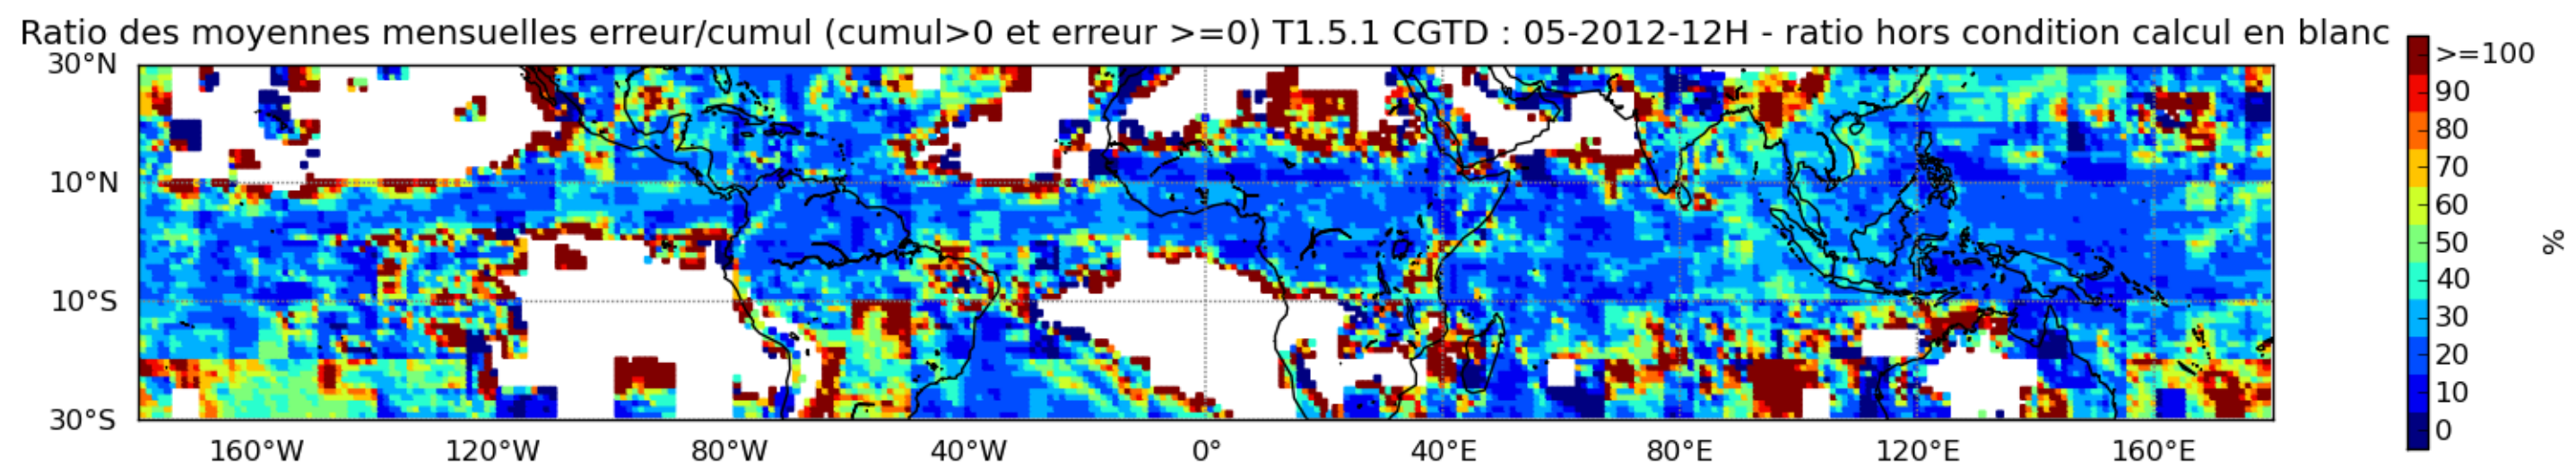 Ratio des moyennes mensuelles erreur/cumul (cumul>0 et erreur >=0) T1.5.1 CGTD : 05-2012-12H - ratio hors condition calcul en blanc
30°N
10°N
10°S
30°S
160°W 120°W 80°W 40°W 0° 40°E 80°E 120°E 160°E
>=100
90
80
70
60
50
40
30
20
10
0
%